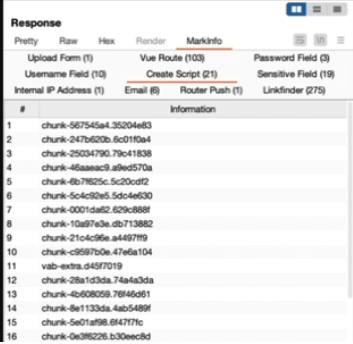 Response
Pretty Raw Hex Render MarkInfo
Upload Form (1) Vue Route (103) Password Field (3)
Username Field (10) Create Script (21) Sensitive Field (19)
Internal IP Address (1) Email (6) Router Push (1) Linkfinder (275)
# Information
1 chunk-567545a4.35204e83
2 chunk-247b620b.6c01f0a4
3 chunk-25034790.79c41838
4 chunk-46aaeac9.a9ed570a
5 chunk-6b7f625c.5c20cdf2
6 chunk-5c4c92e5.5dc4e630
7 chunk-0001da62.629c888f
8 chunk-10a97e3e.db713882
9 chunk-21c4c96e.a4497ff9
10 chunk-c9597b0e.47e6a104
11 vab-extra.d45f7019
12 chunk-28a1d3da.74a4a3da
13 chunk-4b608059.76f46d61
14 chunk-8e1133da.4ab5489f
15 chunk-5e01af98.6f47f7fc
16 chunk-0e3f6226.b30eec8d